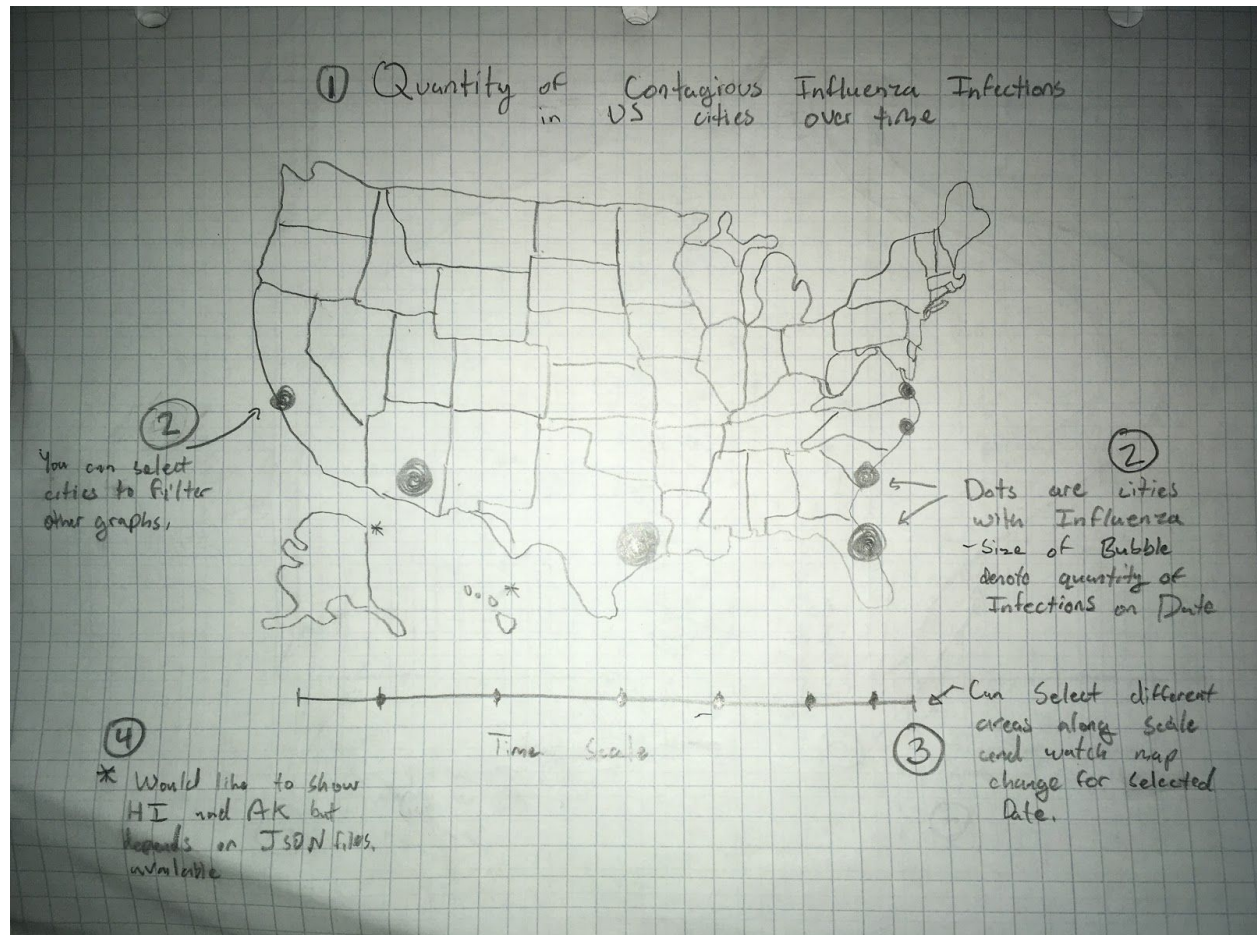 ① Quantity of Contagious Influenza Infections
in US cities over time
②
You can select
cities to filter
other graphs,
*
*
②
Dots are cities
with Influenza
- Size of Bubble
denote quantity of
Infections on Date
Time Scale
③
Can Select different
areas along scale
and watch map
change for selected
Date.
④
* Would like to show
HI and AK but
depends on JSON files.
available